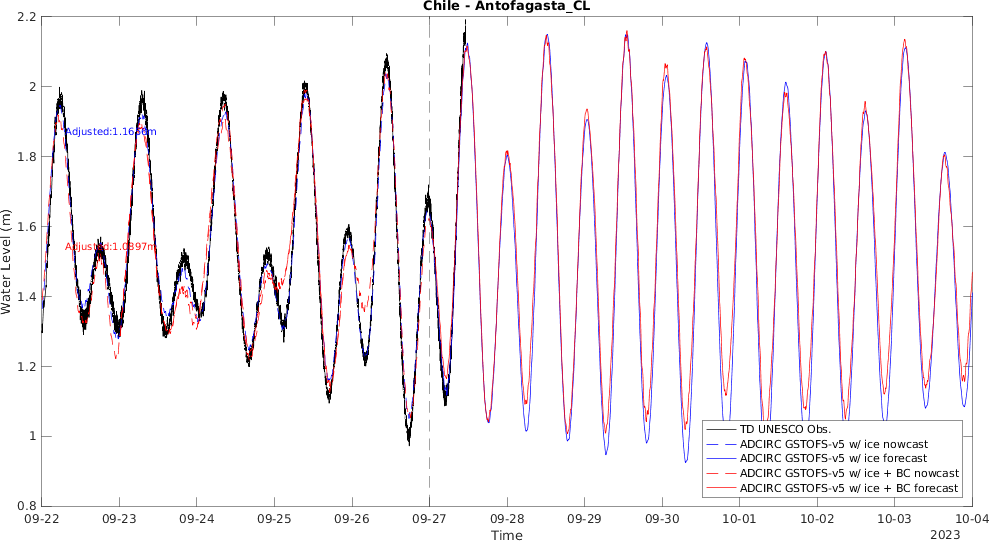 Chile - Antofagasta_CL
2.2
2
1.8
1.6
1.4
1.2
1
0.8
Water Level (m)
Adjusted:1.1636m
Adjusted:1.0397m
TD UNESCO Obs.
ADCIRC GSTOFS-v5 w/ ice nowcast
ADCIRC GSTOFS-v5 w/ ice forecast
ADCIRC GSTOFS-v5 w/ ice + BC nowcast
ADCIRC GSTOFS-v5 w/ ice + BC forecast
09-22 09-23 09-24 09-25 09-26 09-27 09-28 09-29 09-30 10-01 10-02 10-03 10-04
Time
2023